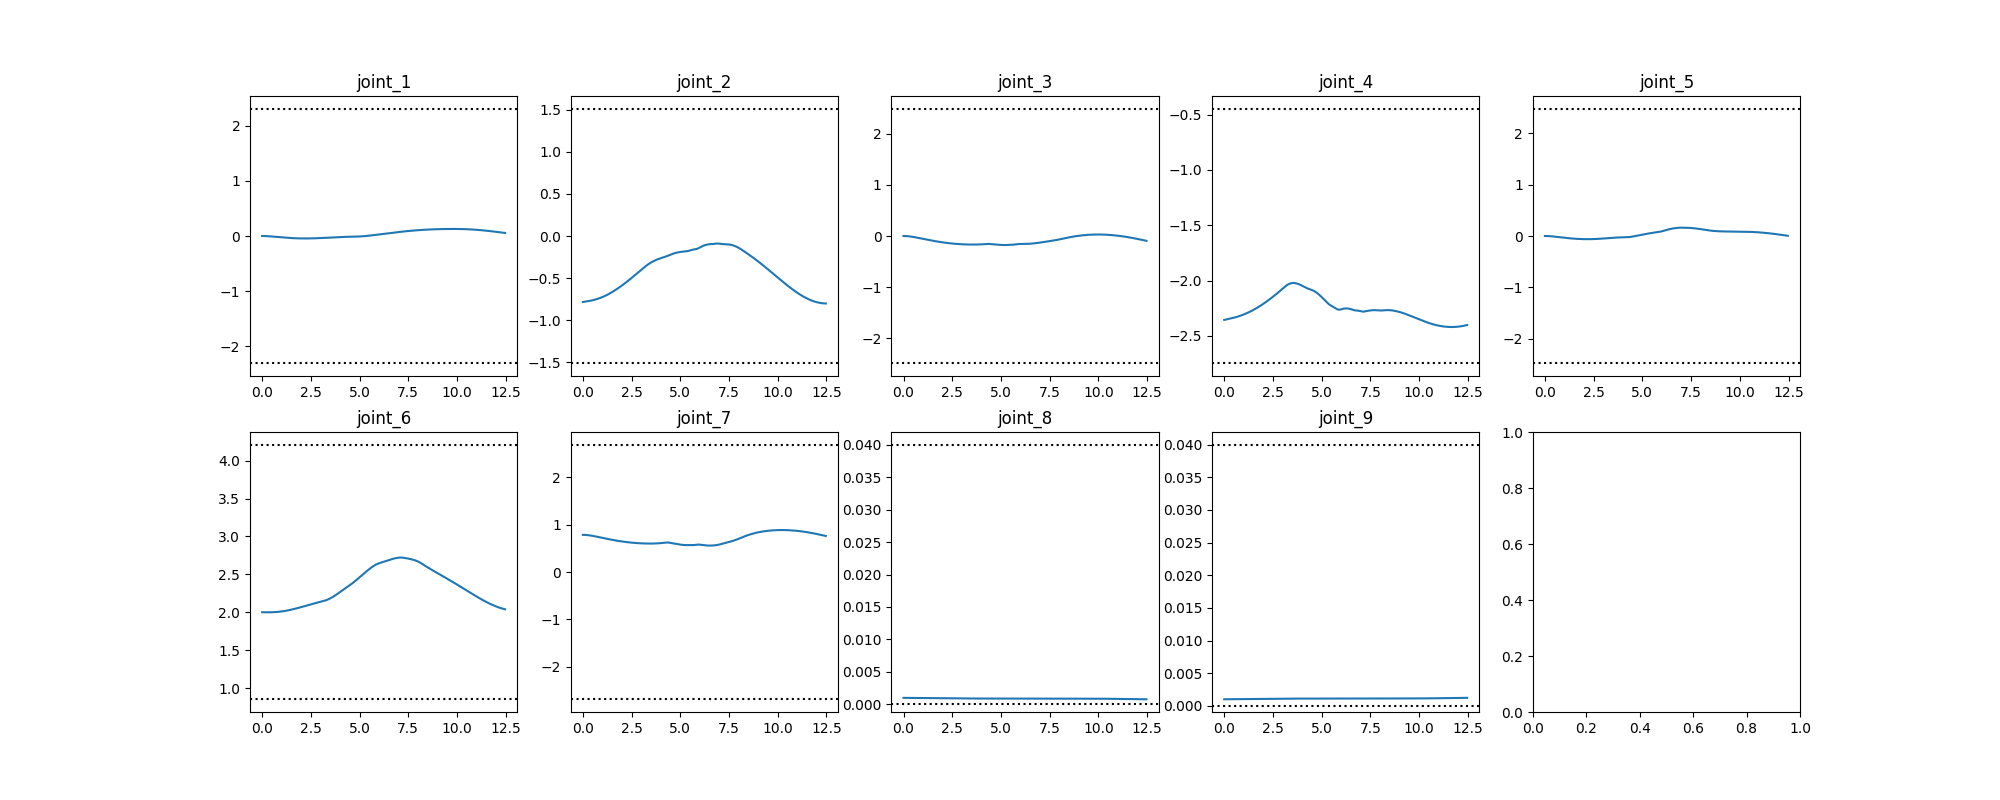 joint_1 joint_2 joint_3 joint_4 joint_5
2 1 0 −1 −2
1.5 1.0 0.5 0.0 −0.5 −1.0 −1.5
2 1 0 −1 −2
−0.5 −1.0 −1.5 −2.0 −2.5
2 1 0 −1 −2
0.0 2.5 5.0 7.5 10.0 12.5 0.0 2.5 5.0 7.5 10.0 12.5 0.0 2.5 5.0 7.5 10.0 12.5 0.0 2.5 5.0 7.5 10.0 12.5 0.0 2.5 5.0 7.5 10.0 12.5
joint_6 joint_7 joint_8 joint_9
4.0 3.5 3.0 2.5 2.0 1.5 1.0
2 1 0 −1 −2
0.040 0.035 0.030 0.025 0.020 0.015 0.010 0.005 0.000
0.040 0.035 0.030 0.025 0.020 0.015 0.010 0.005 0.000
1.0 0.8 0.6 0.4 0.2 0.0
0.0 2.5 5.0 7.5 10.0 12.5 0.0 2.5 5.0 7.5 10.0 12.5 0.0 2.5 5.0 7.5 10.0 12.5 0.0 2.5 5.0 7.5 10.0 12.5 0.0 0.2 0.4 0.6 0.8 1.0